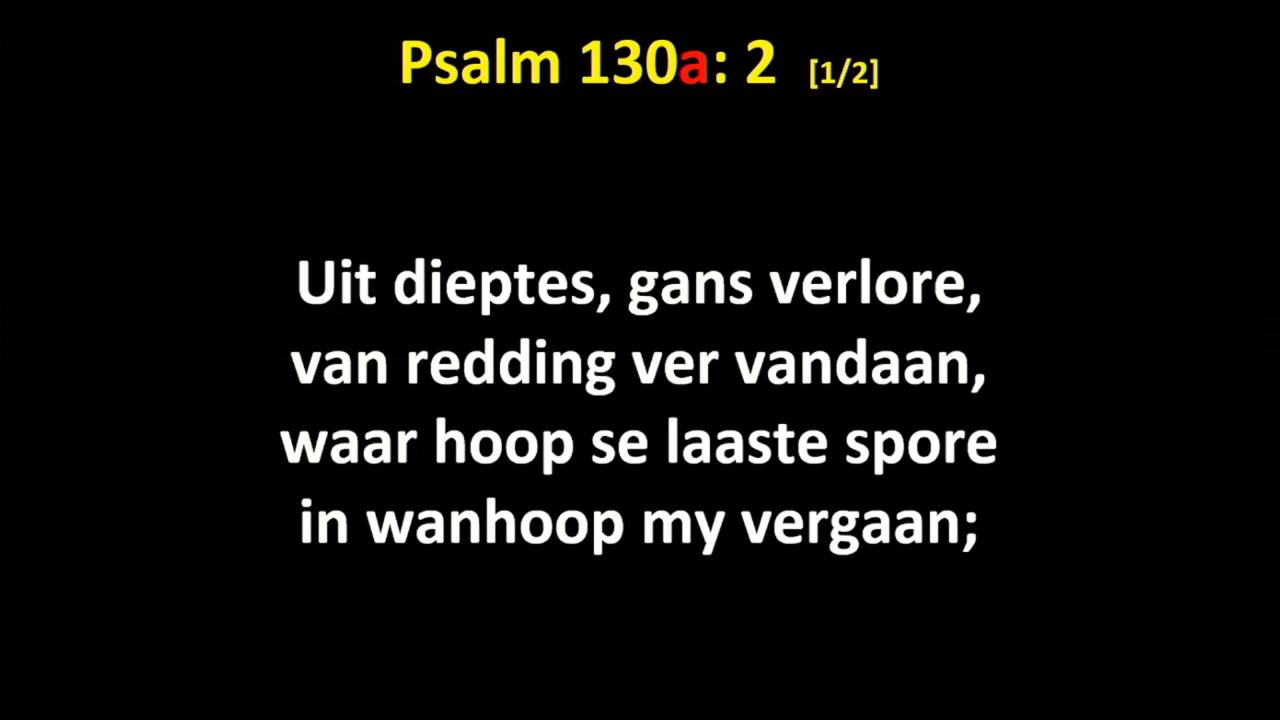 Psalm 130a: 2 [1/2]
Uit dieptes, gans verlore,
van redding ver vandaan,
waar hoop se laaste spore
in wanhoop my vergaan;